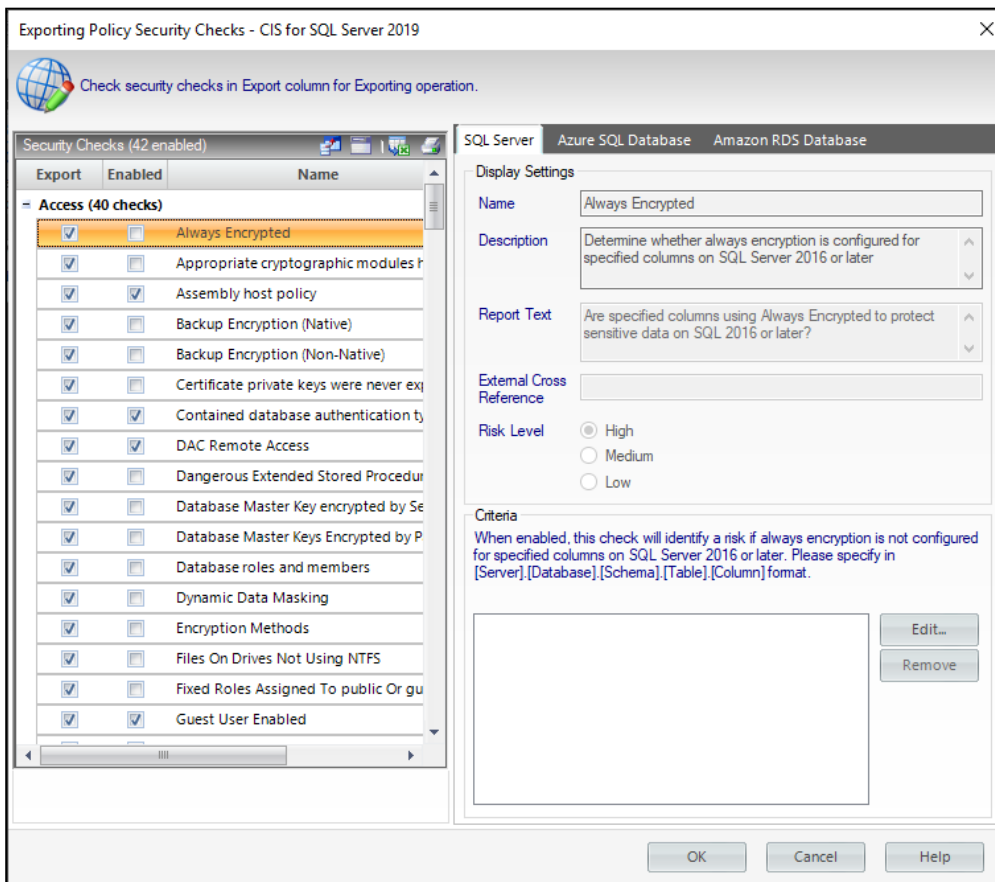 Exporting Policy Security Checks - CIS for SQL Server 2019
Check security checks in Export column for Exporting operation.
Security Checks (42 enabled)
Export Enabled Name
Access (40 checks)
Always Encrypted
Appropriate cryptographic modules
Assembly host policy
Backup Encryption (Native)
Backup Encryption (Non-Native)
Certificate private keys were never
Contained database authentication
DAC Remote Access
Dangerous Extended Stored
Database Master Key encrypted by
Database Master Keys Encrypted by
Database roles and members
Dynamic Data Masking
Encryption Methods
Files On Drives Not Using NTFS
Fixed Roles Assigned To public Or
Guest User Enabled
SQL Server Azure SQL Database Amazon RDS Database
Display Settings
Name Always Encrypted
Description Determine whether always encryption is configured for
specified columns on SQL Server 2016 or later
Report Text Are specified columns using Always Encrypted to protect
sensitive data on SQL 2016 or later?
External Cross
Reference
Risk Level High
Medium
Low
Criteria
When enabled, this check will identify a risk if always encryption is not configured
for specified columns on SQL Server 2016 or later. Please specify in
[Server].[Database].[Schema].[Table].[Column] format.
Edit...
Remove
OK Cancel Help